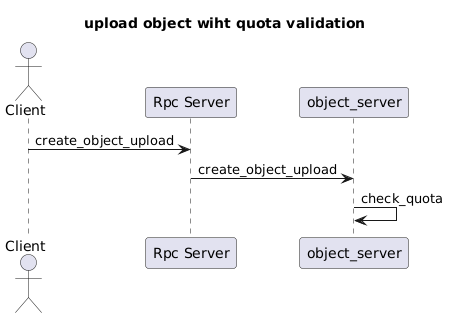 upload object wiht quota validation
Client
Rpc Server
object_server
create_object_upload
create_object_upload
check_quota
Client
Rpc Server
object_server